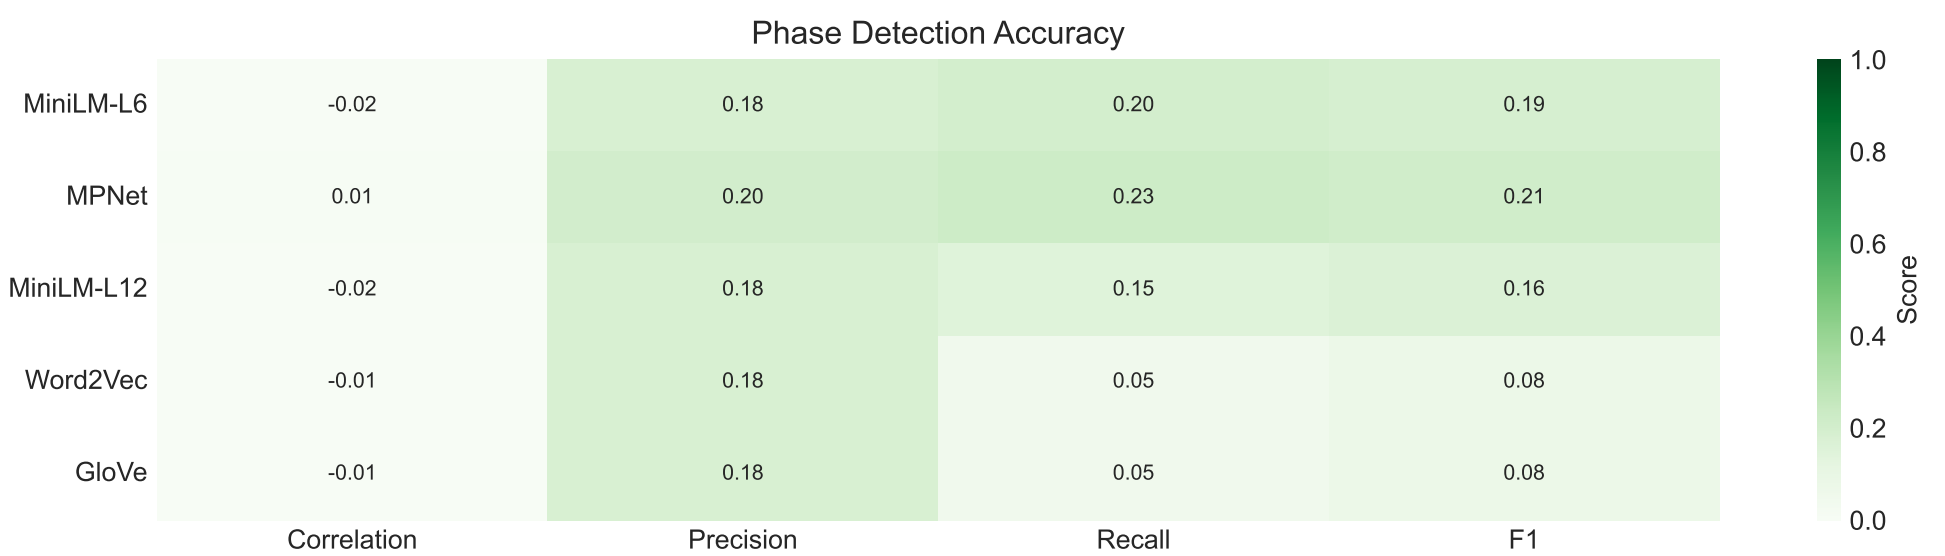 Phase Detection Accuracy
MiniLM-L6 -0.02 0.18 0.20 0.19
MPNet 0.01 0.20 0.23 0.21
MiniLM-L12 -0.02 0.18 0.15 0.16
Word2Vec -0.01 0.18 0.05 0.08
GloVe -0.01 0.18 0.05 0.08
Correlation Precision Recall F1
1.0
0.8
0.6
0.4
0.2
0.0
Score